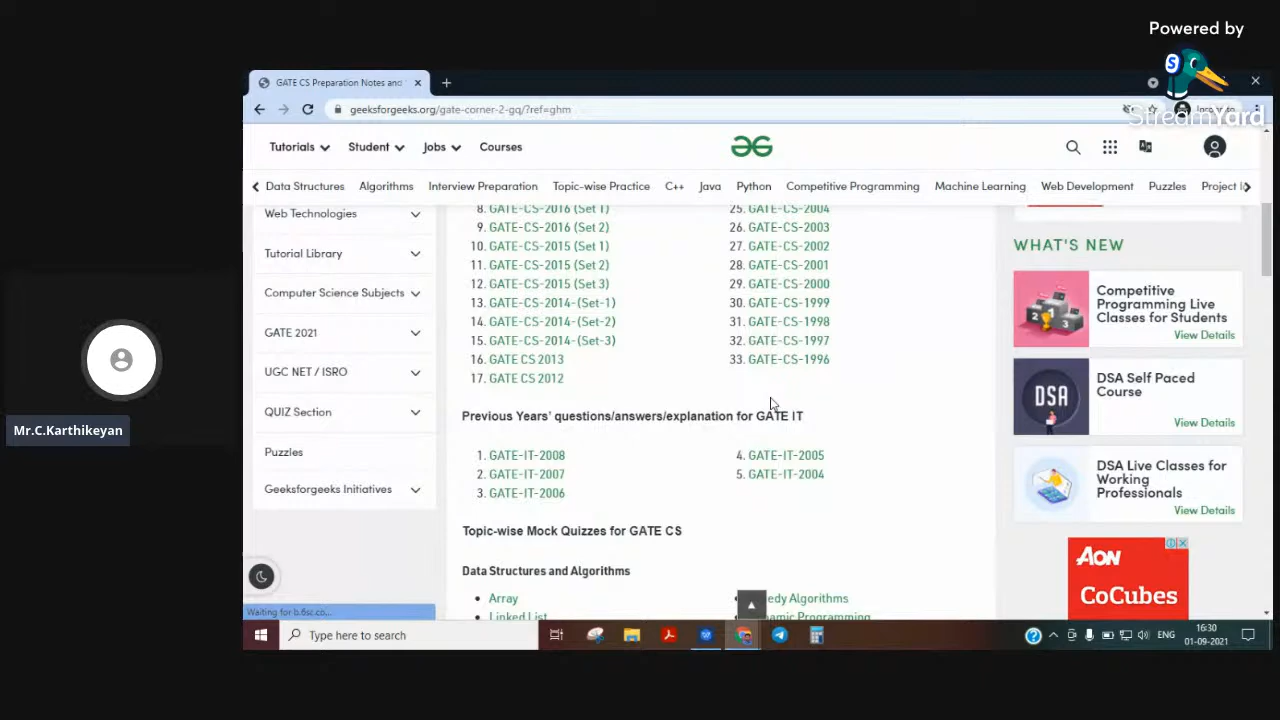 Powered by
StreamYard
GATE CS Preparation Notes and
geeksforgeeks.org/gate-corner-2-gq/?ref=ghm
Tutorials
Student
Jobs
Courses
Data Structures
Algorithms
Interview Preparation
Topic-wise Practice
C++
Java
Python
Competitive Programming
Machine Learning
Web Development
Puzzles
Web Technologies
Tutorial Library
Computer Science Subjects
GATE 2021
UGC NET / ISRO
QUIZ Section
Puzzles
Geeksforgeeks Initiatives
8. GATE-CS-2016 (Set 1)
9. GATE-CS-2016 (Set 2)
10. GATE-CS-2015 (Set 1)
11. GATE-CS-2015 (Set 2)
12. GATE-CS-2015 (Set 3)
13. GATE-CS-2014-(Set-1)
14. GATE-CS-2014-(Set-2)
15. GATE-CS-2014-(Set-3)
16. GATE CS 2013
17. GATE CS 2012
25. GATE-CS-2004
26. GATE-CS-2003
27. GATE-CS-2002
28. GATE-CS-2001
29. GATE-CS-2000
30. GATE-CS-1999
31. GATE-CS-1998
32. GATE-CS-1997
33. GATE-CS-1996
Previous Years' questions/answers/explanation for GATE IT
1. GATE-IT-2008
2. GATE-IT-2007
3. GATE-IT-2006
4. GATE-IT-2005
5. GATE-IT-2004
Topic-wise Mock Quizzes for GATE CS
Data Structures and Algorithms
Array
Linked List
Algorithms
Programming
WHAT'S NEW
Competitive
Programming Live
Classes for Students
View Details
DSA
DSA Self Paced
Course
View Details
DSA Live Classes for
Working
Professionals
View Details
AON
CoCubes
Mr.C.Karthikeyan
Waiting for b.6sc.co...
Type here to search
ENG
16:30
01-09-2021